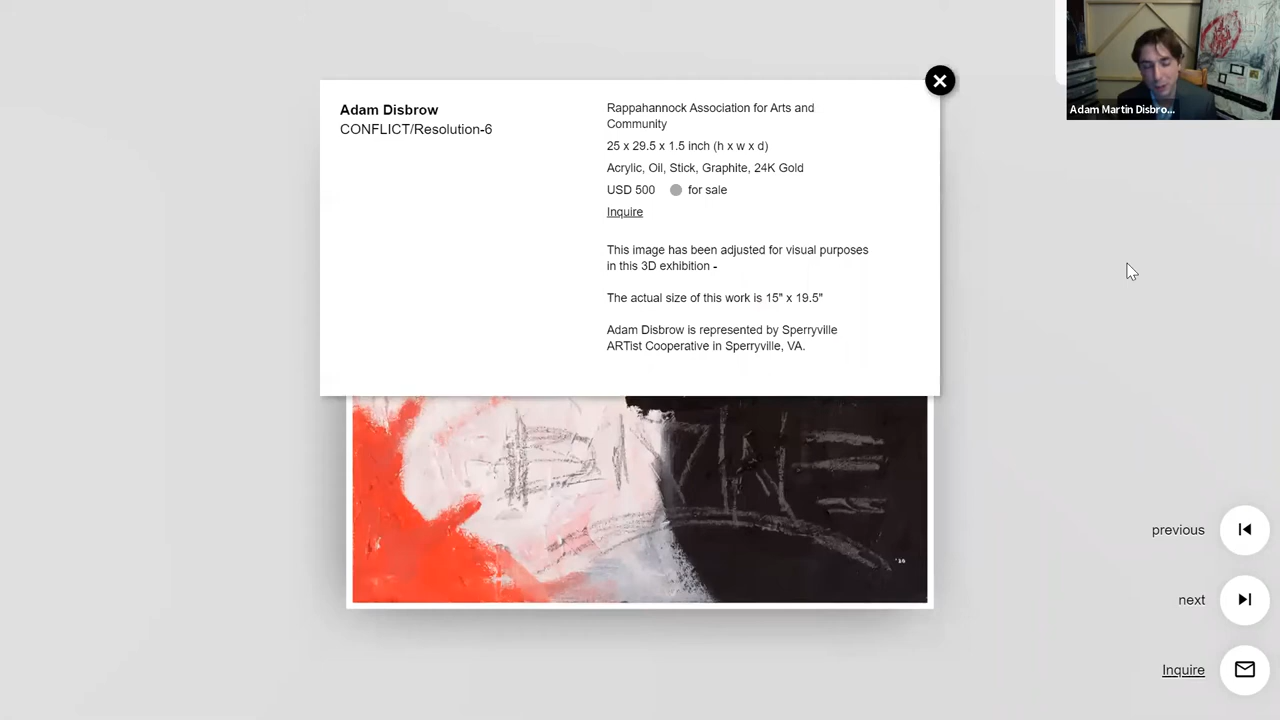 Adam Disbrow
CONFLICT/Resolution-6
Rappahannock Association for Arts and
Community
25 x 29.5 x 1.5 inch (h x w x d)
Acrylic, Oil, Stick, Graphite, 24K Gold
USD 500 for sale
Inquire
This image has been adjusted for visual purposes
in this 3D exhibition -
The actual size of this work is 15" x 19.5"
Adam Disbrow is represented by Sperryville
ARTist Cooperative in Sperryville, VA.
Adam Martin Disbro...
previous
next
Inquire